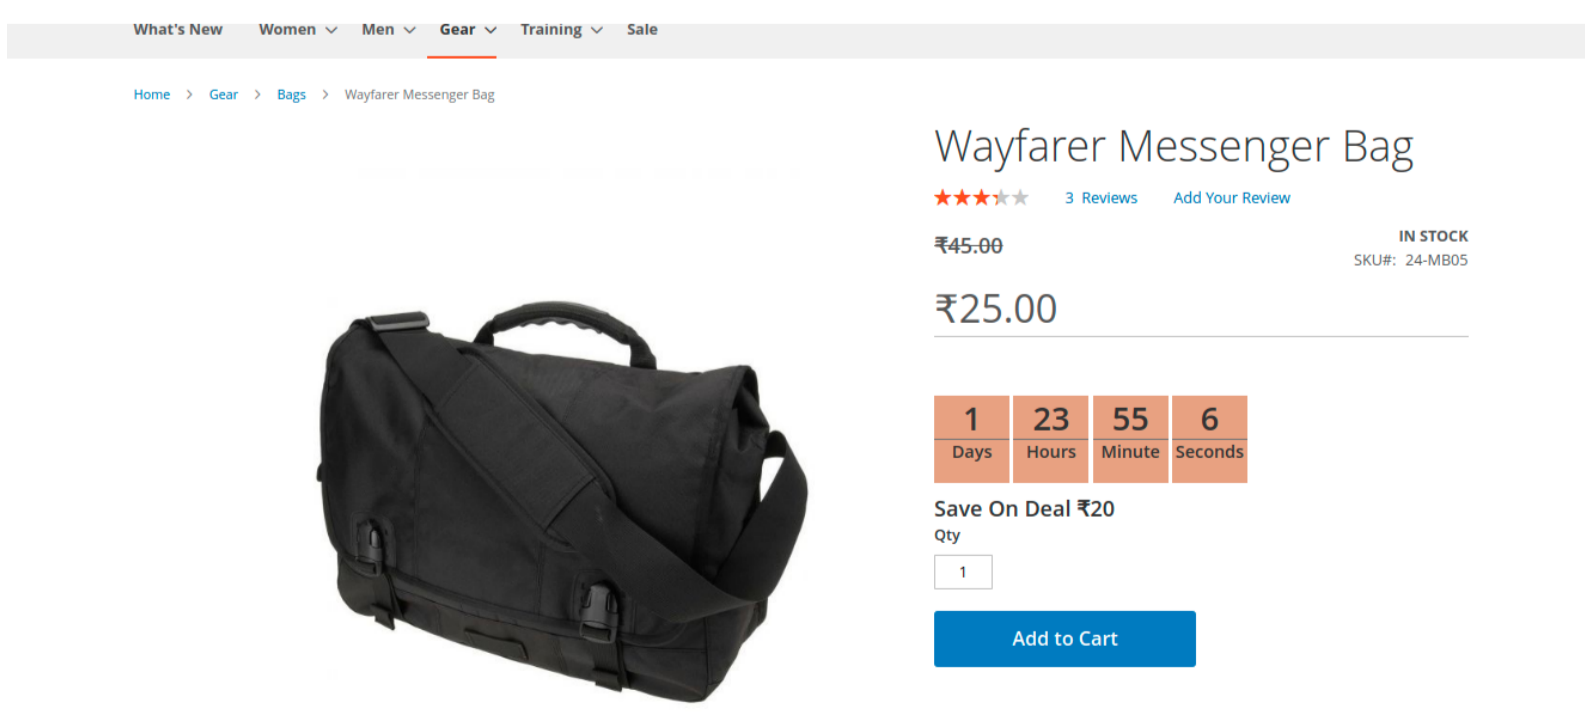 What's New Women Men Gear Training Sale
Home > Gear > Bags > Wayfarer Messenger Bag
Wayfarer Messenger Bag
3 Reviews Add Your Review
₹45.00
IN STOCK
SKU#: 24-MB05
₹25.00
1 23 55 6
Days Hours Minute Seconds
Save On Deal ₹20
Qty
1
Add to Cart